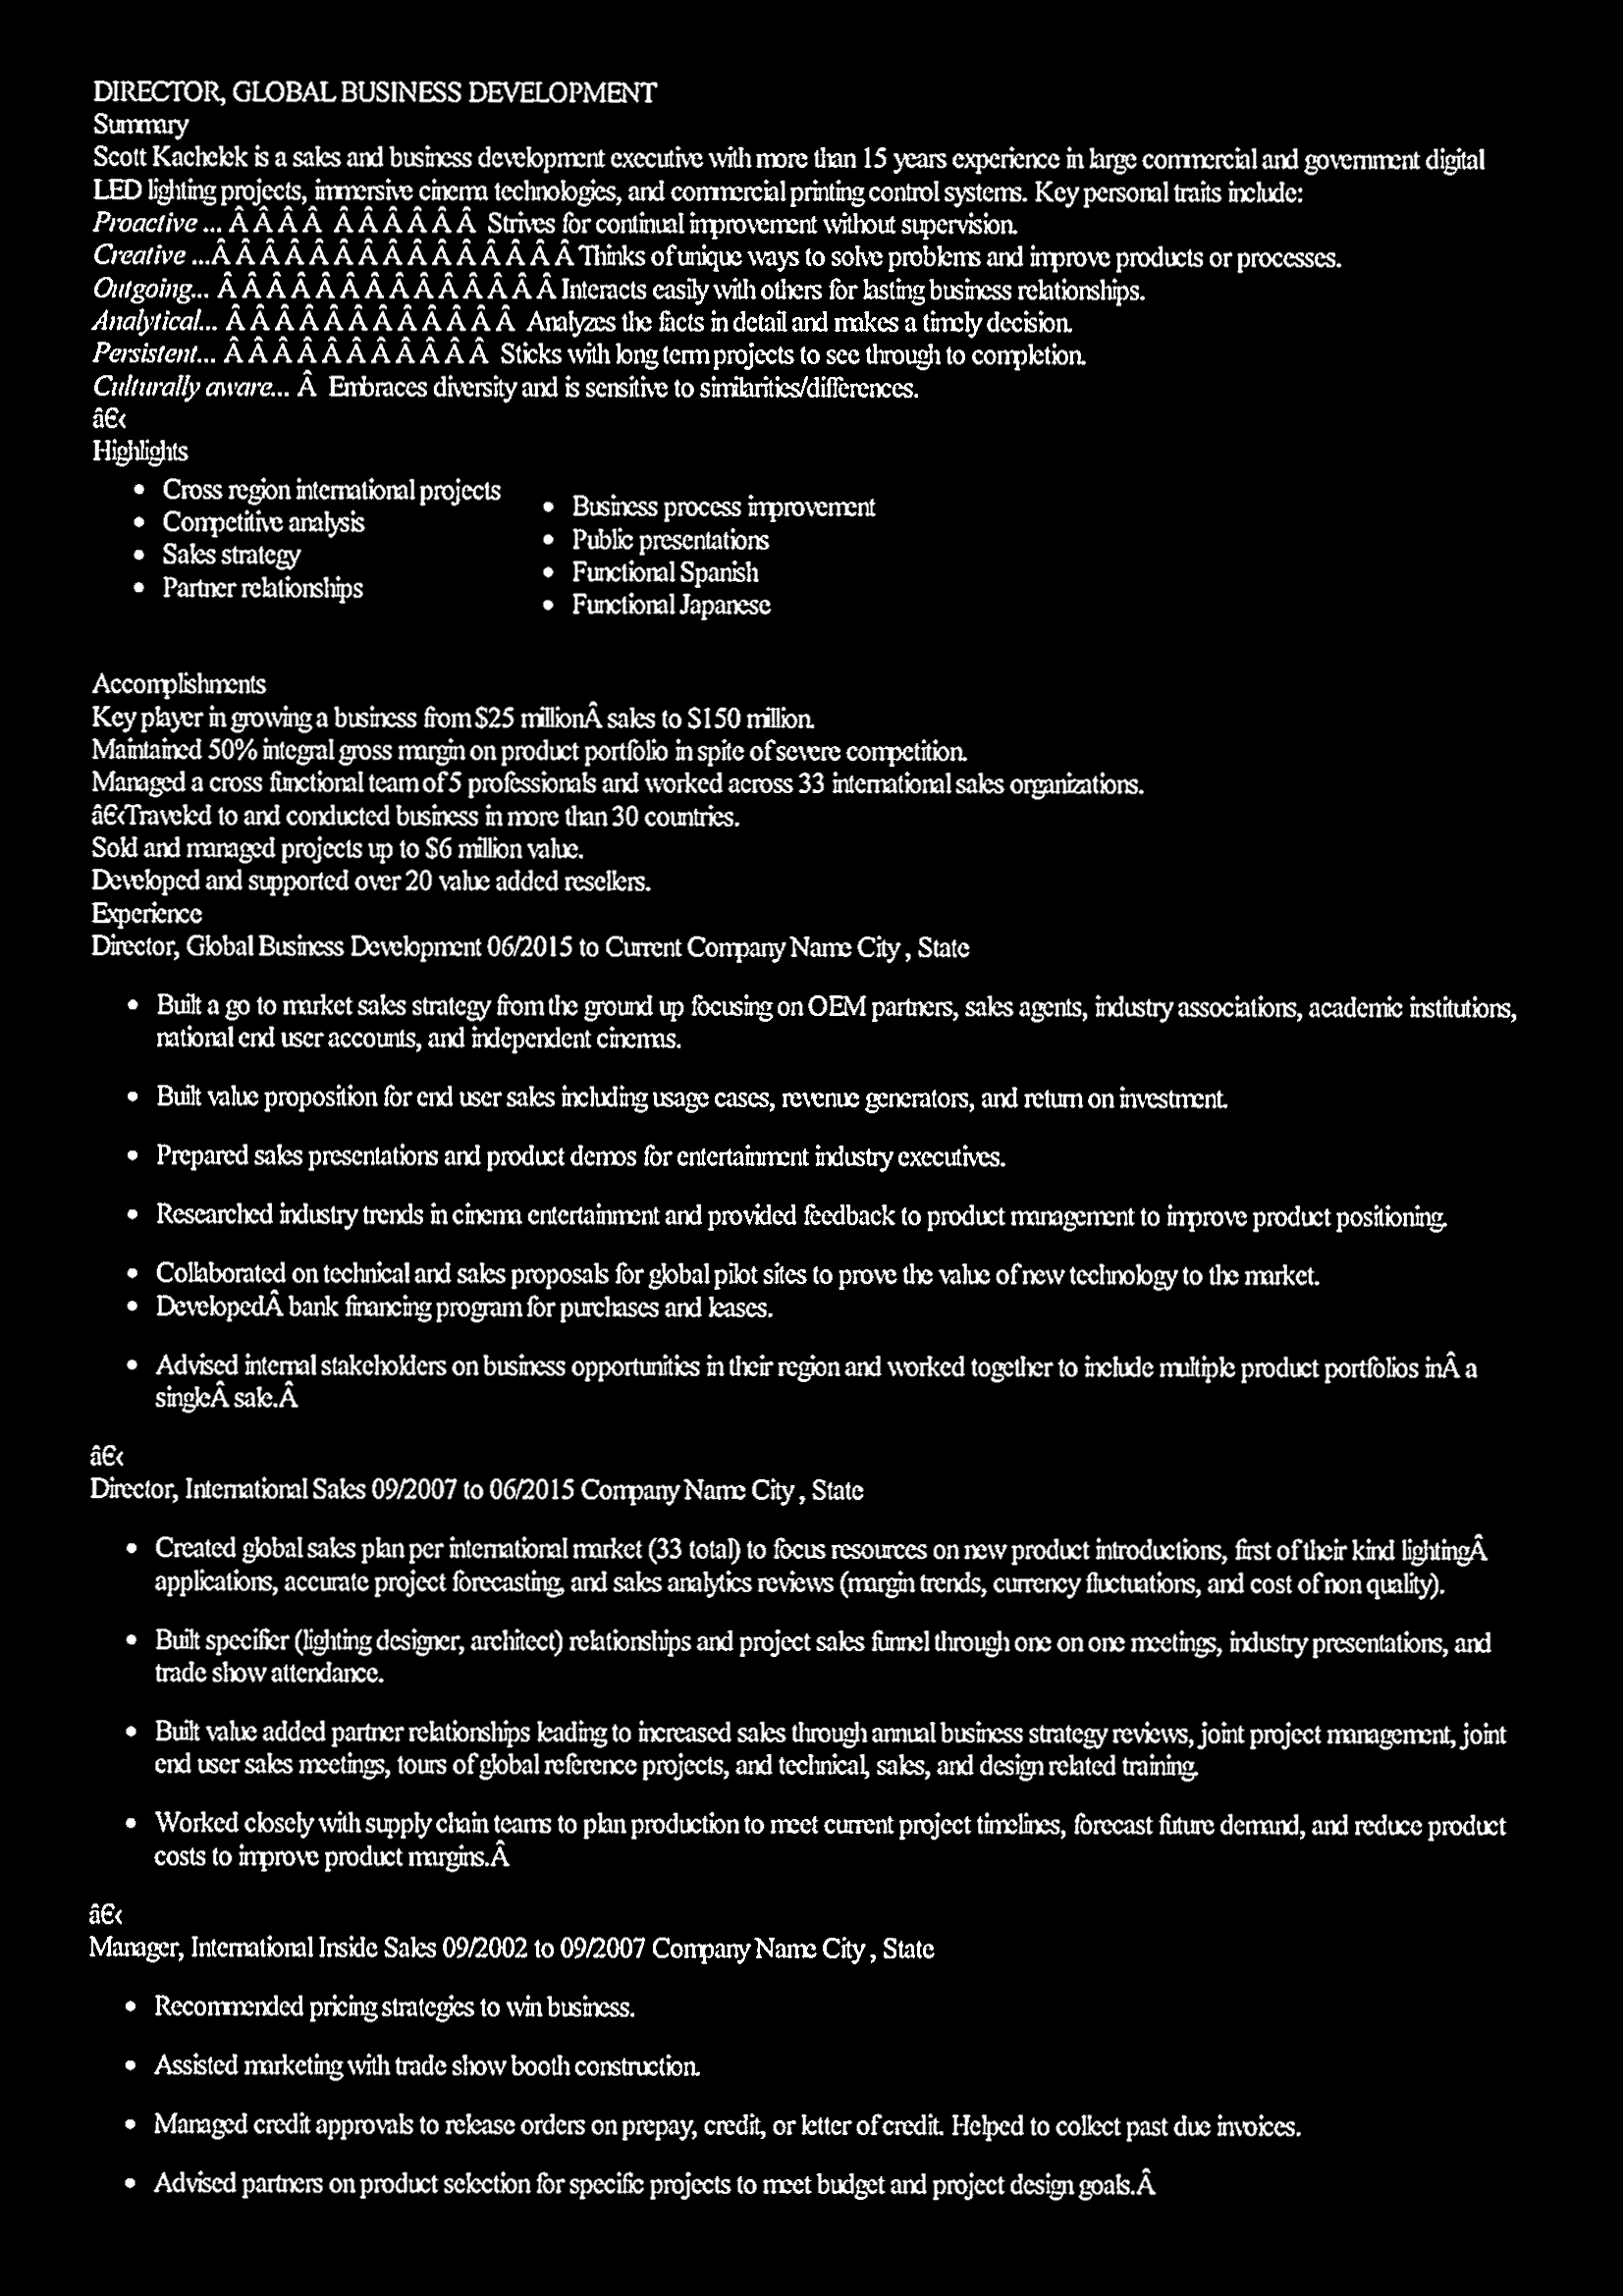 DIRECTOR, GLOBAL BUSINESS DEVELOPMENT
Summary
Scott Kachelek is a sales and business development executive with more than 15 years experience in large commercial and government digital
LED lighting projects, immersive cinema technologies, and commercial printing control systems. Key personal traits include:
Proactive ... Â Â Â Â  Â Â Â Â Â Â  Strives for continual improvement without supervision.
Creative ...Â Â Â Â Â Â Â Â Â Â Â Â Â Â Â Thinks of unique ways to solve problems and improve products or processes.
Outgoing... Â Â Â Â Â Â Â Â Â Â Â Â Â Â Interacts easily with others for lasting business relationships.
Analytical... Â Â Â Â Â Â Â Â Â Â Â Â  Analyzes the facts in detail and makes a timely decision.
Persistent... Â Â Â Â Â Â Â Â Â Â Â  Sticks with long term projects to see through to completion.
Culturally aware... Â  Embraces diversity and is sensitive to similarities/differences.
â€‹
Highlights
Cross region international projects
Competitive analysis
Sales strategy
Partner relationships
Business process improvement
Public presentations
Functional Spanish
Functional Japanese
Accomplishments
Key player in growing a business from $25 millionÂ sales to $150 million.
Maintained 50% integral gross margin on product portfolio in spite of severe competition.
Managed a cross functional team of 5 professionals and worked across 33 international sales organizations.
â€‹Traveled to and conducted business in more than 30 countries.
Sold and managed projects up to $6 million value.
Developed and supported over 20 value added resellers.
Experience
Director, Global Business Development 06/2015 to Current Company Name City , State
Built a go to market sales strategy from the ground up focusing on OEM partners, sales agents, industry associations, academic institutions,
national end user accounts, and independent cinemas.
Built value proposition for end user sales including usage cases, revenue generators, and return on investment.
Prepared sales presentations and product demos for entertainment industry executives.
Researched industry trends in cinema entertainment and provided feedback to product management to improve product positioning.
Collaborated on technical and sales proposals for global pilot sites to prove the value of new technology to the market.
DevelopedÂ bank financing program for purchases and leases.
Advised internal stakeholders on business opportunities in their region and worked together to include multiple product portfolios inÂ a
singleÂ sale.Â
â€‹
Director, International Sales 09/2007 to 06/2015 Company Name City , State
Created global sales plan per international market (33 total) to focus resources on new product introductions, first of their kind lightingÂ
applications, accurate project forecasting, and sales analytics reviews (margin trends, currency fluctuations, and cost of non quality).
Built specifier (lighting designer, architect) relationships and project sales funnel through one on one meetings, industry presentations, and
trade show attendance.
Built value added partner relationships leading to increased sales through annual business strategy reviews, joint project management, joint
end user sales meetings, tours of global reference projects, and technical, sales, and design related training.
Worked closely with supply chain teams to plan production to meet current project timelines, forecast future demand, and reduce product
costs to improve product margins.Â
â€‹
Manager, International Inside Sales 09/2002 to 09/2007 Company Name City , State
Recommended pricing strategies to win business.
Assisted marketing with trade show booth construction.
Managed credit approvals to release orders on prepay, credit, or letter of credit. Helped to collect past due invoices.
Advised partners on product selection for specific projects to meet budget and project design goals.Â